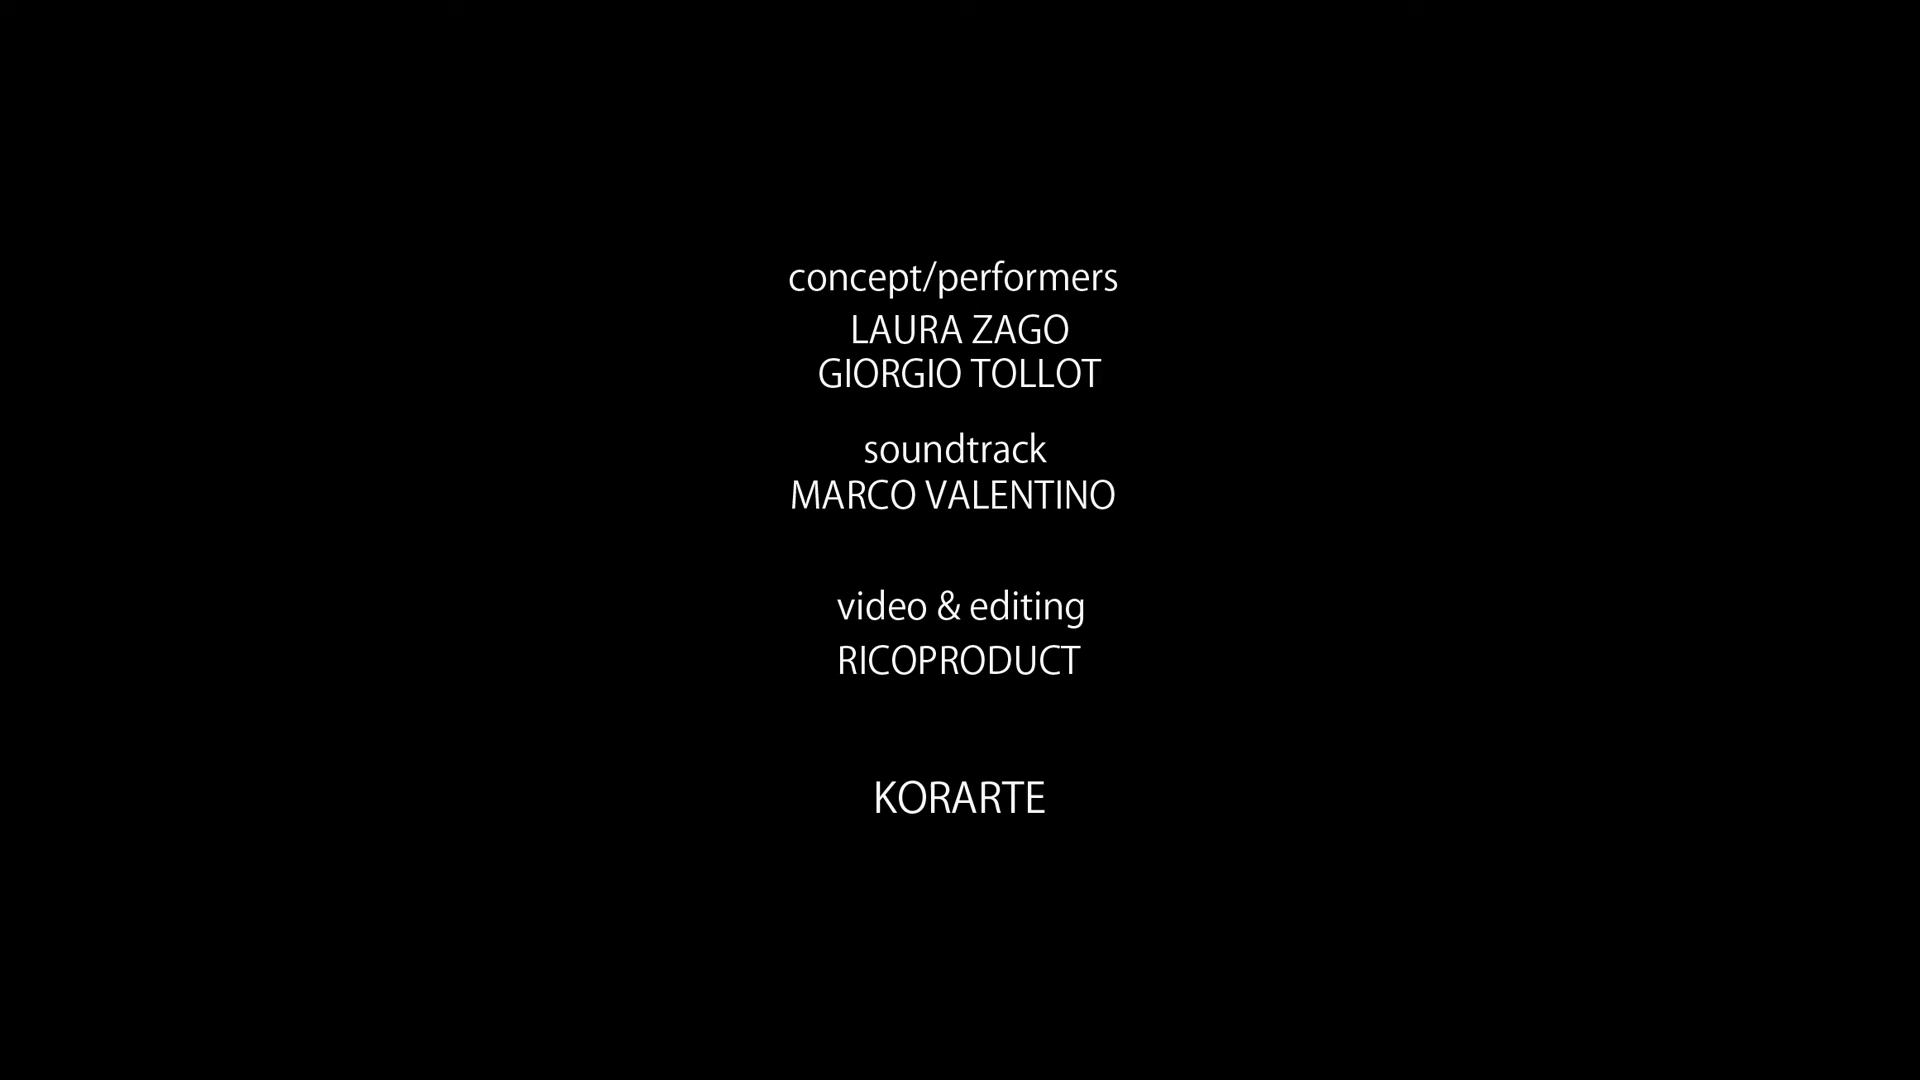 concept/performers
LAURA ZAGO
GIORGIO TOLLOT
soundtrack
MARCO VALENTINO
video & editing
RICOPRODUCT
KORARTE